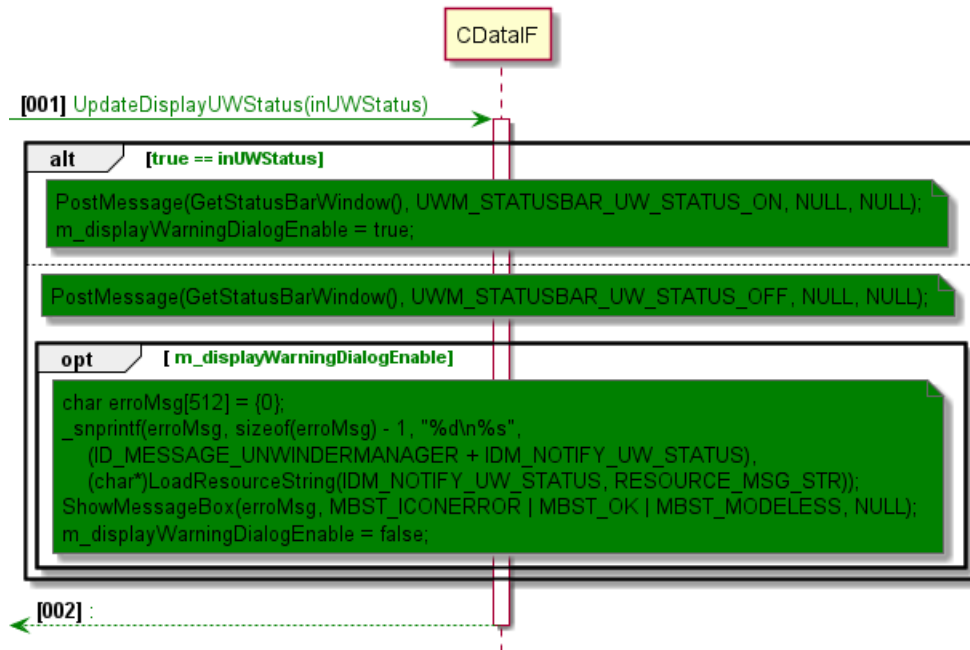 CDataIF
[001] UpdateDisplayUWStatus(inUWStatus)
alt [true == inUWStatus]
PostMessage(GetStatusBarWindow(), UWM_STATUSBAR_UW_STATUS_ON, NULL, NULL);
m_displayWarningDialogEnable = true;
PostMessage(GetStatusBarWindow(), UWM_STATUSBAR_UW_STATUS_OFF, NULL, NULL);
opt [ m_displayWarningDialogEnable]
char erroMsg[512] = {0};
_snprintf(erroMsg, sizeof(erroMsg) - 1, "%d\n%s",
(ID_MESSAGE_UNWINDERMANAGER + IDM_NOTIFY_UW_STATUS),
(char*)LoadResourceString(IDM_NOTIFY_UW_STATUS, RESOURCE_MSG_STR));
ShowMessageBox(erroMsg, MBST_ICONERROR | MBST_OK | MBST_MODELESS, NULL);
m_displayWarningDialogEnable = false;
[002] :